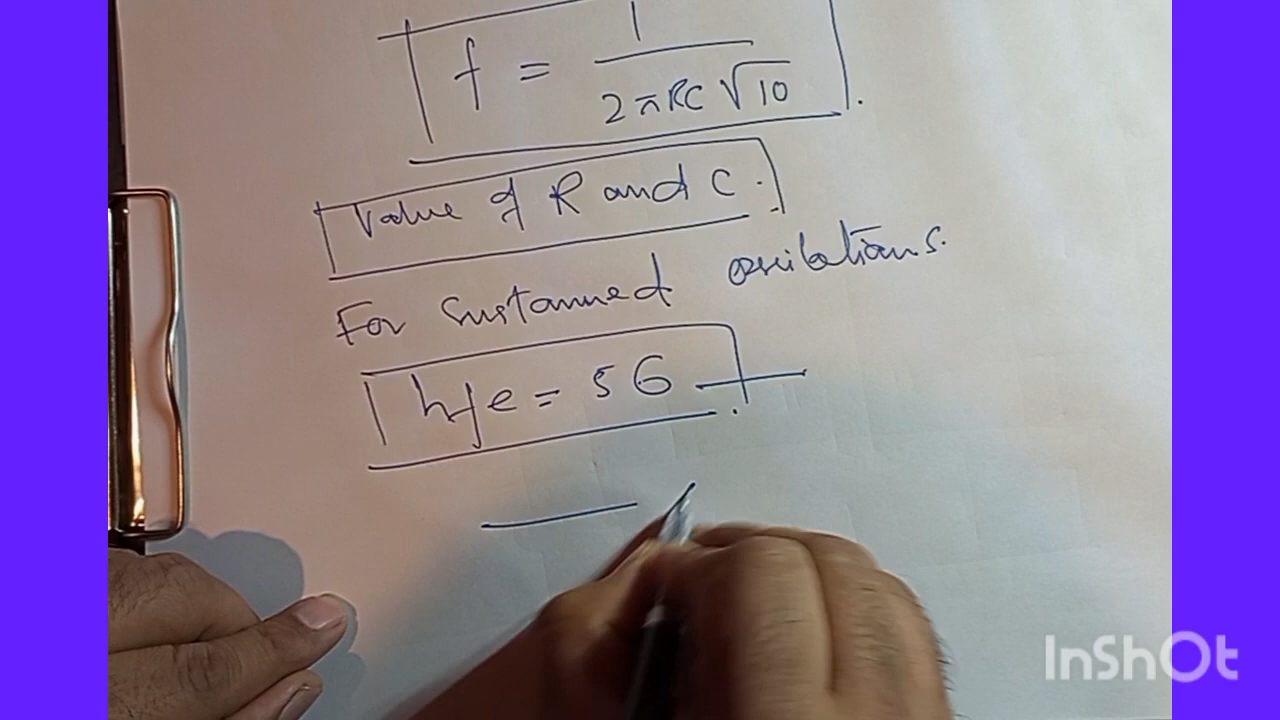 f = 1 / 2πRC√10
Value of R and C.
For sustained oscillations.
hfe = 56
InShOt